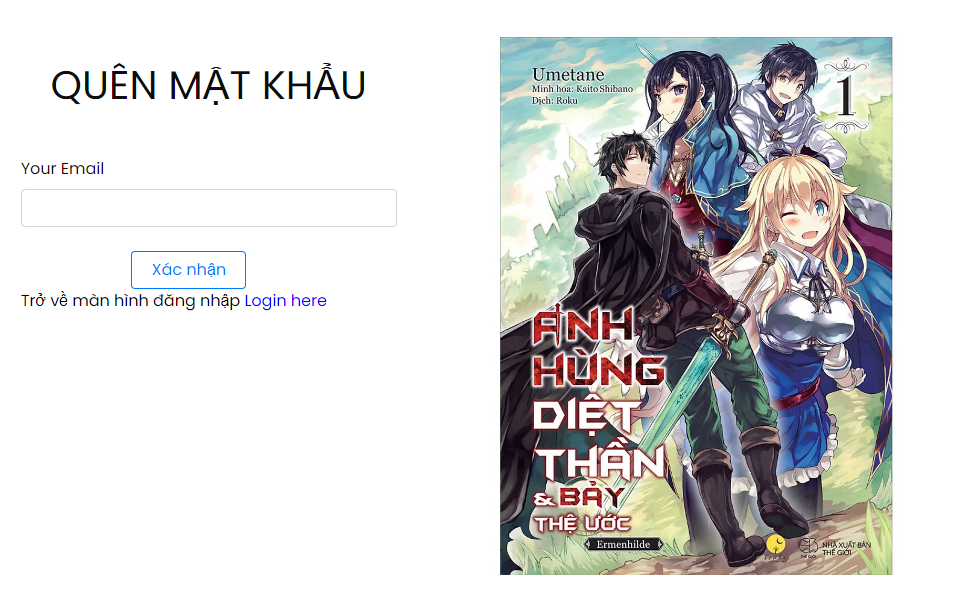 QUÊN MẬT KHẨU
Your Email
Xác nhận
Trở về màn hình đăng nhập Login here
Umetane
Minh họa: Kaito Shibano
Dịch: Roku
1
ANH
HÙNG
DIỆT
THẦN
& BẢY
THỆ ƯỚC
Ermenhilde
NHÀ XUẤT BẢN
THẾ GIỚI